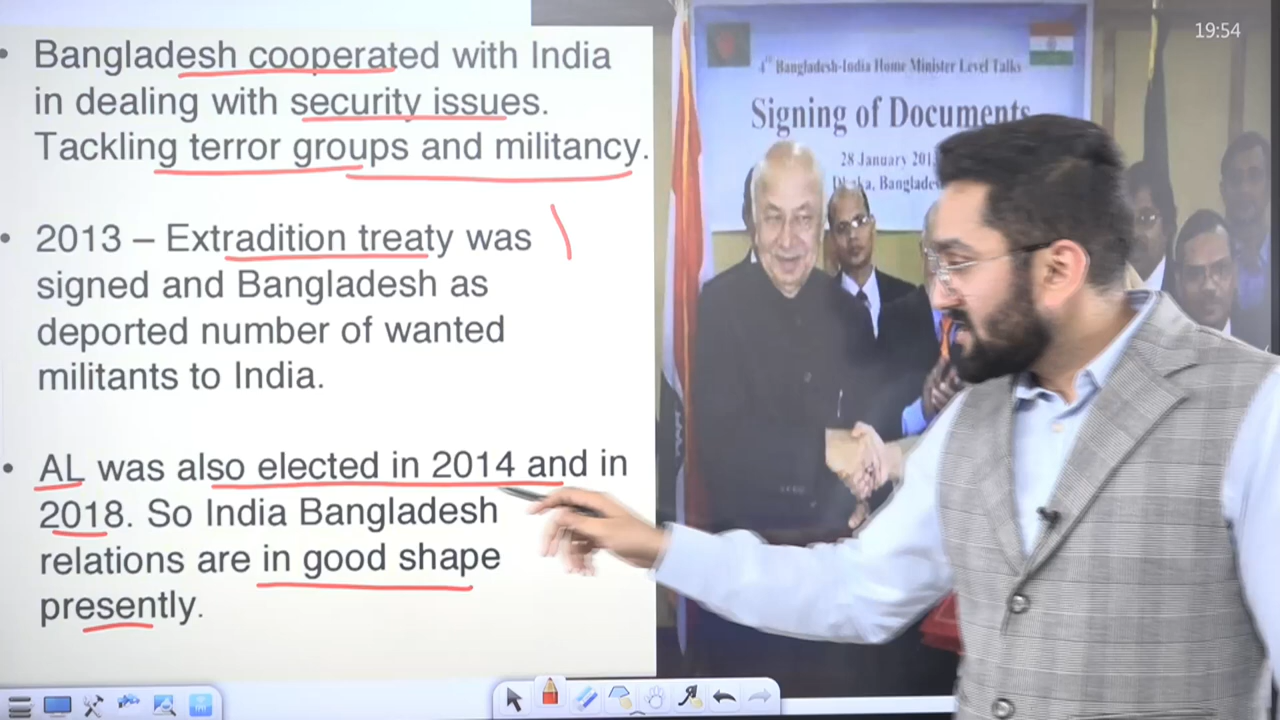 • Bangladesh cooperated with India
in dealing with security issues.
Tackling terror groups and militancy.
• 2013 – Extradition treaty was
signed and Bangladesh as
deported number of wanted
militants to India.
• AL was also elected in 2014 and in
2018. So India Bangladesh
relations are in good shape
presently.
19:54
4th Bangladesh-India Home Minister Level Talks
Signing of Documents
28 January 201
Dhaka, Banglade